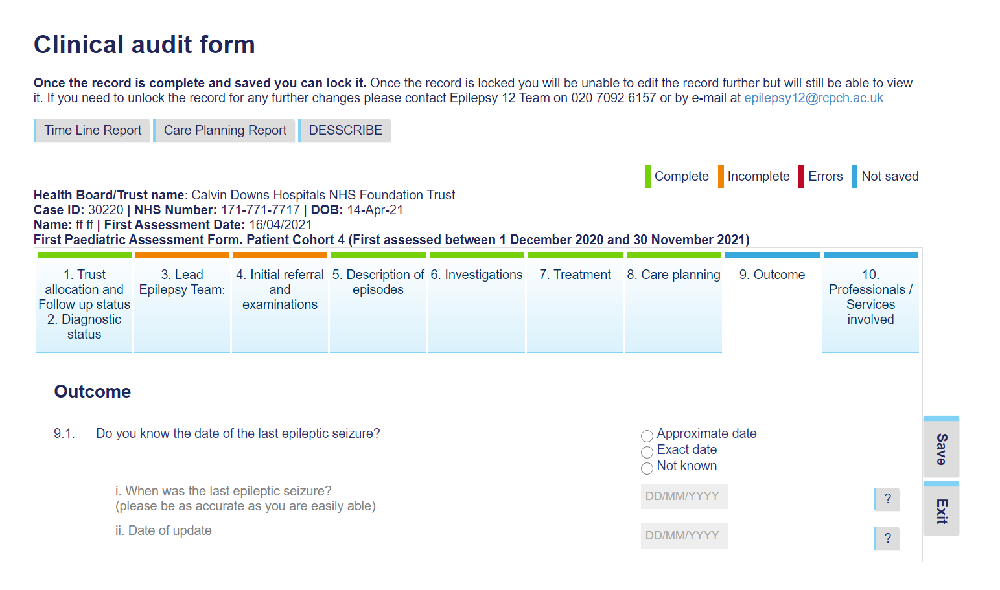 Clinical audit form
Once the record is complete and saved you can lock it. Once the record is locked you will be unable to edit the record further but will still be able to view
it. If you need to unlock the record for any further changes please contact Epilepsy 12 Team on 020 7092 6157 or by e-mail at epilepsy12@rcpch.ac.uk
Time Line Report
Care Planning Report
DESSCRIBE
Complete
Incomplete
Errors
Not saved
Health Board/Trust name: Calvin Downs Hospitals NHS Foundation Trust
Case ID: 30220 | NHS Number: 171-771-7717 | DOB: 14-Apr-21
Name: ff ff | First Assessment Date: 16/04/2021
First Paediatric Assessment Form. Patient Cohort 4 (First assessed between 1 December 2020 and 30 November 2021)
1. Trust
allocation and
Follow up status
2. Diagnostic
status
3. Lead
Epilepsy Team:
4. Initial referral
and
examinations
5. Description of
episodes
6. Investigations
7. Treatment
8. Care planning
9. Outcome
10.
Professionals /
Services
involved
Outcome
9.1. Do you know the date of the last epileptic seizure?
Approximate date
Exact date
Not known
i. When was the last epileptic seizure?
(please be as accurate as you are easily able)
DD/MM/YYYY
?
ii. Date of update
DD/MM/YYYY
?
Save
Exit